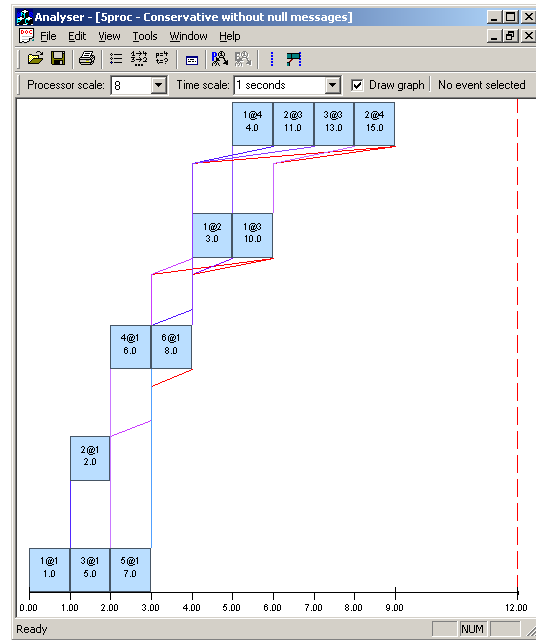 Analyser - [5proc - Conservative without null messages]
File Edit View Tools Window Help
Processor scale: 8 Time scale: 1 seconds Draw graph No event selected
1@4 2@3 3@3 2@4
4.0 11.0 13.0 15.0
1@2 1@3
3.0 10.0
4@1 6@1
6.0 8.0
2@1
2.0
1@1 3@1 5@1
1.0 5.0 7.0
0.00 1.00 2.00 3.00 4.00 5.00 6.00 7.00 8.00 9.00 12.00
Ready NUM